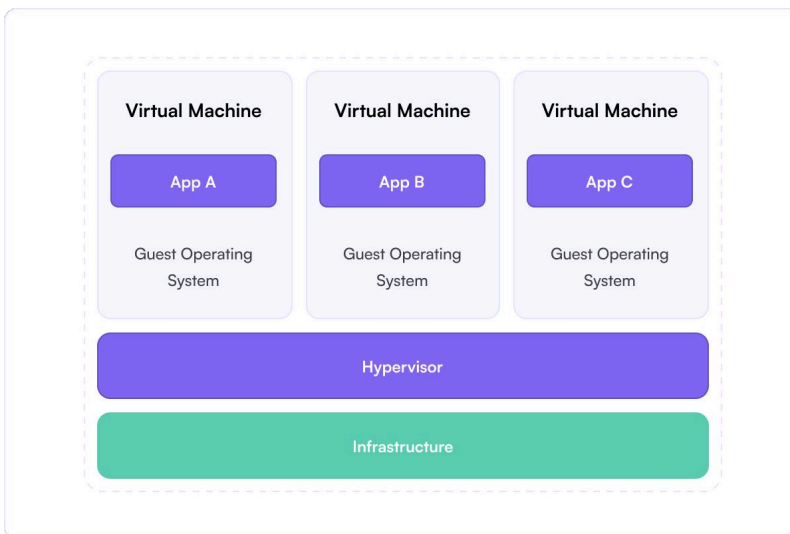 Virtual Machine
Virtual Machine
Virtual Machine
App A
App B
App C
Guest Operating
System
Guest Operating
System
Guest Operating
System
Hypervisor
Infrastructure